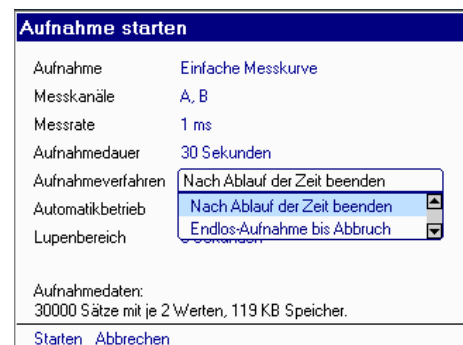 Aufnahme starten
Aufnahme Einfache Messkurve
Messkanäle A, B
Messrate 1 ms
Aufnahmedauer 30 Sekunden
Aufnahmeverfahren Nach Ablauf der Zeit beenden
Nach Ablauf der Zeit beenden
Automatikbetrieb
Endlos-Aufnahme bis Abbruch
Lupenbereich Sekunden
Aufnahmedaten:
30000 Sätze mit je 2 Werten, 119 KB Speicher.
Starten Abbrechen